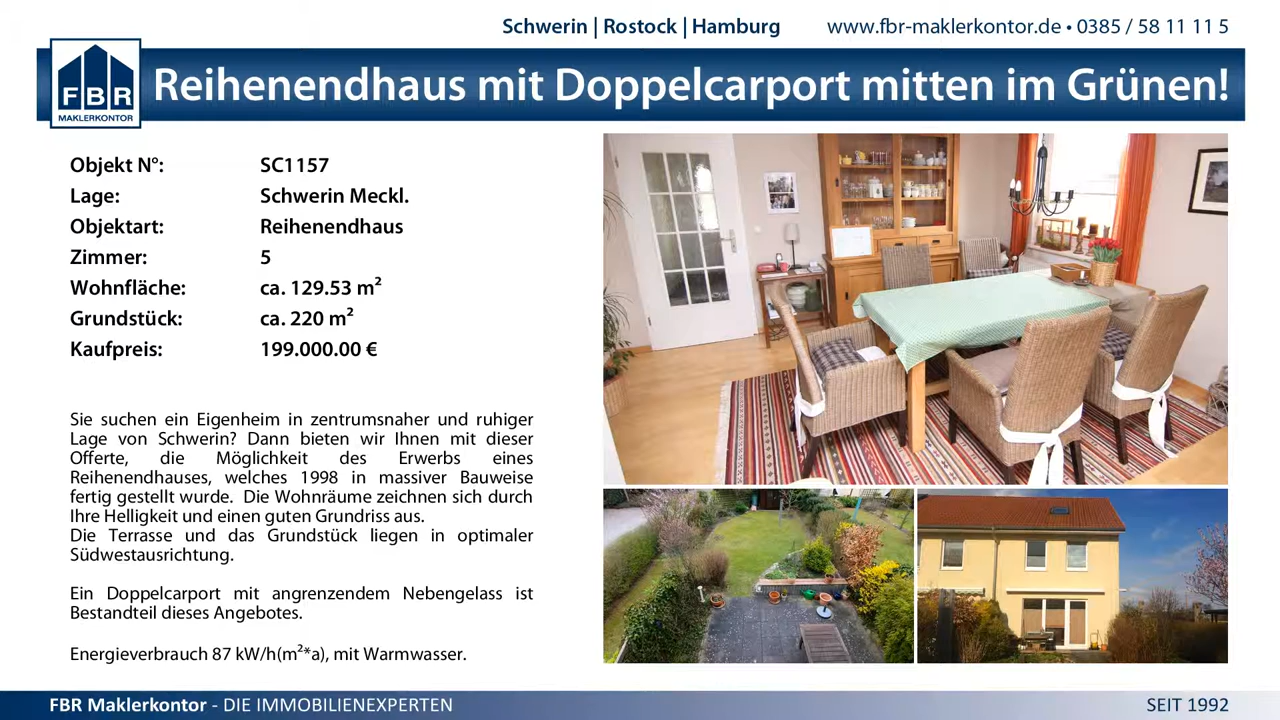 Schwerin | Rostock | Hamburg www.fbr-maklerkontor.de • 0385 / 58 11 11 5
FBR
MAKLERKONTOR
Reihenendhaus mit Doppelcarport mitten im Grünen!
Objekt N°: SC1157
Lage: Schwerin Meckl.
Objektart: Reihenendhaus
Zimmer: 5
Wohnfläche: ca. 129.53 m²
Grundstück: ca. 220 m²
Kaufpreis: 199.000.00 €
Sie suchen ein Eigenheim in zentrumsnaher und ruhiger
Lage von Schwerin? Dann bieten wir Ihnen mit dieser
Offerte, die Möglichkeit des Erwerbs eines
Reihenendhauses, welches 1998 in massiver Bauweise
fertig gestellt wurde. Die Wohnräume zeichnen sich durch
Ihre Helligkeit und einen guten Grundriss aus.
Die Terrasse und das Grundstück liegen in optimaler
Südwestausrichtung.
Ein Doppelcarport mit angrenzendem Nebengelass ist
Bestandteil dieses Angebotes.
Energieverbrauch 87 kW/h(m²*a), mit Warmwasser.
FBR Maklerkontor - DIE IMMOBILIENEXPERTEN SEIT 1992